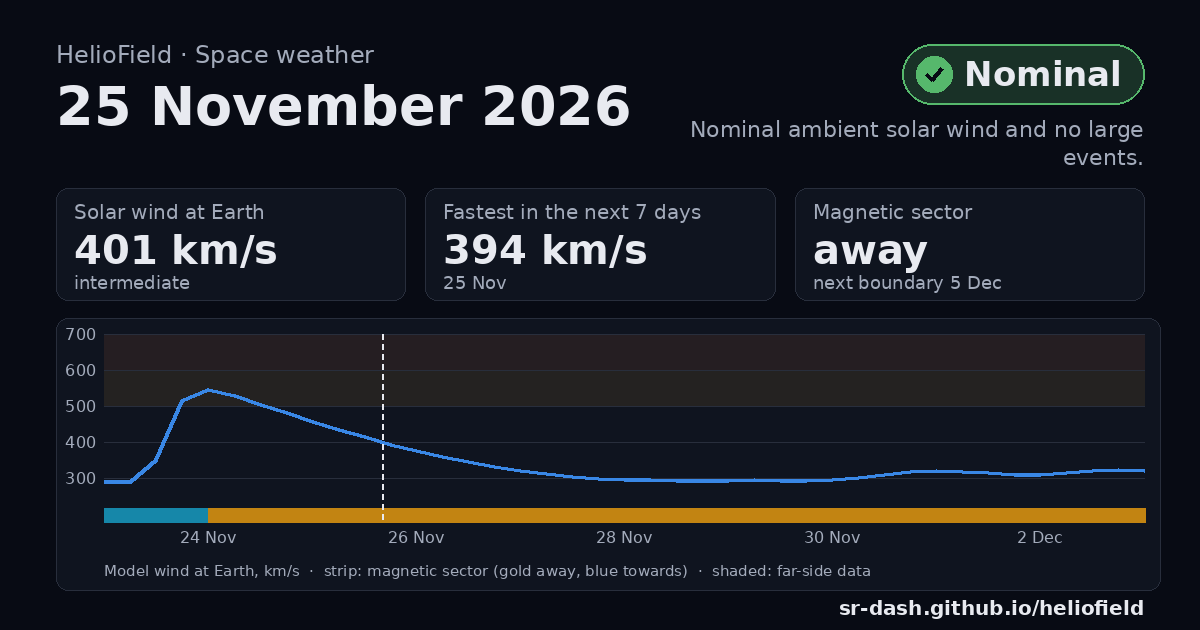 HelioField · Space weather
25 November 2026
Nominal
Nominal ambient solar wind and no large
events.
Solar wind at Earth
401 km/s
intermediate
Fastest in the next 7 days
394 km/s
25 Nov
Magnetic sector
away
next boundary 5 Dec
700
600
500
400
300
24 Nov
26 Nov
28 Nov
30 Nov
2 Dec
Model wind at Earth, km/s · strip: magnetic sector (gold away, blue towards) · shaded: far-side data
sr-dash.github.io/heliofield